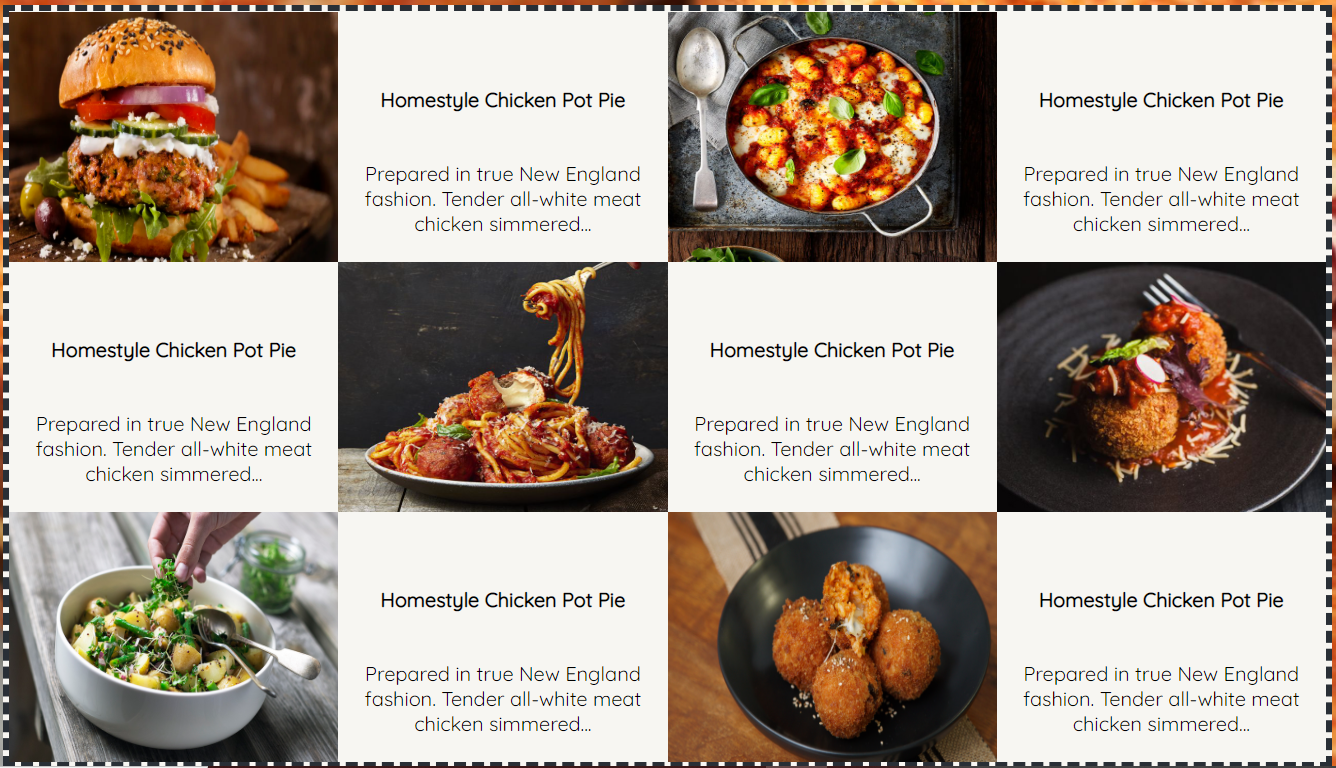 Homestyle Chicken Pot Pie
Prepared in true New England
fashion. Tender all-white meat
chicken simmered...
Homestyle Chicken Pot Pie
Prepared in true New England
fashion. Tender all-white meat
chicken simmered...
Homestyle Chicken Pot Pie
Prepared in true New England
fashion. Tender all-white meat
chicken simmered...
Homestyle Chicken Pot Pie
Prepared in true New England
fashion. Tender all-white meat
chicken simmered...
Homestyle Chicken Pot Pie
Prepared in true New England
fashion. Tender all-white meat
chicken simmered...
Homestyle Chicken Pot Pie
Prepared in true New England
fashion. Tender all-white meat
chicken simmered...